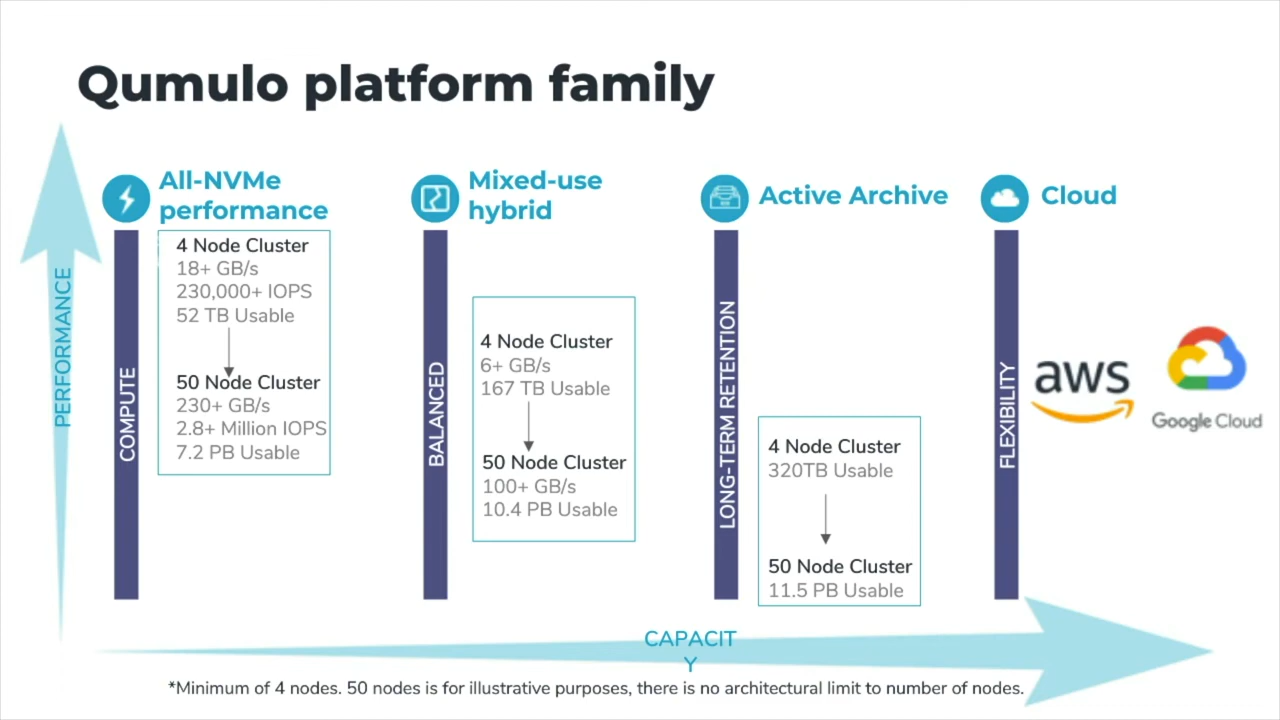 Qumulo platform family
PERFORMANCE
All-NVMe
performance
COMPUTE
4 Node Cluster
18+ GB/s
230,000+ IOPS
52 TB Usable
50 Node Cluster
230+ GB/s
2.8+ Million IOPS
7.2 PB Usable
Mixed-use
hybrid
BALANCED
4 Node Cluster
6+ GB/s
167 TB Usable
50 Node Cluster
100+ GB/s
10.4 PB Usable
Active Archive
LONG-TERM RETENTION
4 Node Cluster
320TB Usable
50 Node Cluster
11.5 PB Usable
Cloud
FLEXIBILITY
aws
Google Cloud
CAPACIT
Y
*Minimum of 4 nodes. 50 nodes is for illustrative purposes, there is no architectural limit to number of nodes.